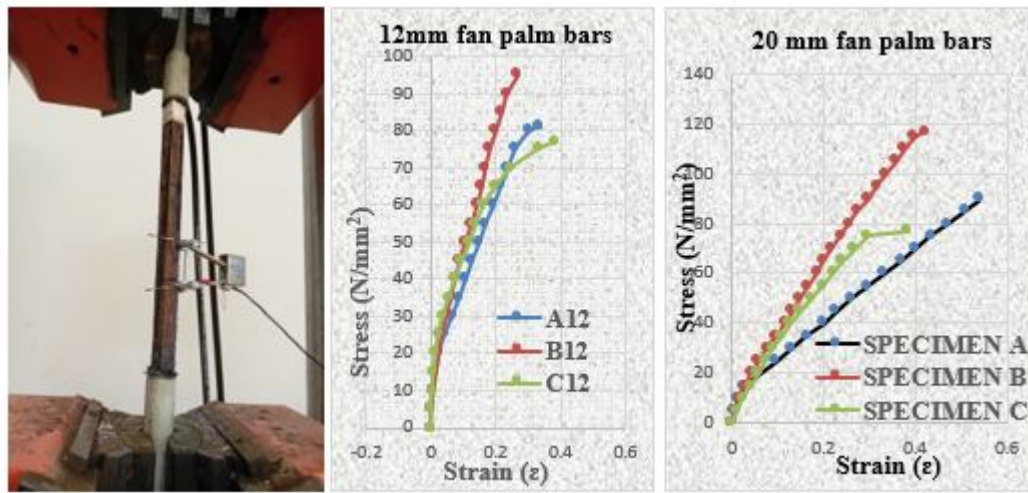 12mm fan palm bars
100
90
80
70
60
50
40
30
20
10
0
-0.2 0 0.2 0.4 0.6
Stress (N/mm²)
Strain (ε)
A12
B12
C12
20 mm fan palm bars
140
120
100
80
60
40
20
0
0 0.2 0.4 0.6
Stress (N/mm²)
Strain (ε)
SPECIMEN A
SPECIMEN B
SPECIMEN C